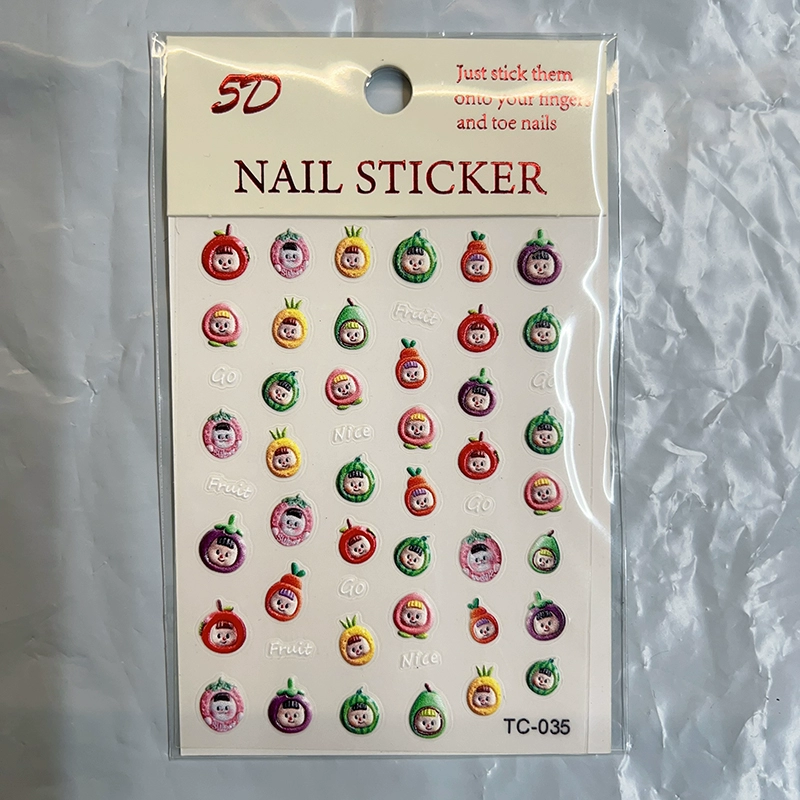 5D
Just stick them
onto your fingers
and toe nails
NAIL STICKER
Fruit
Go
Go
Nice
Fruit
Go
Go
Fruit
Nice
TC-035